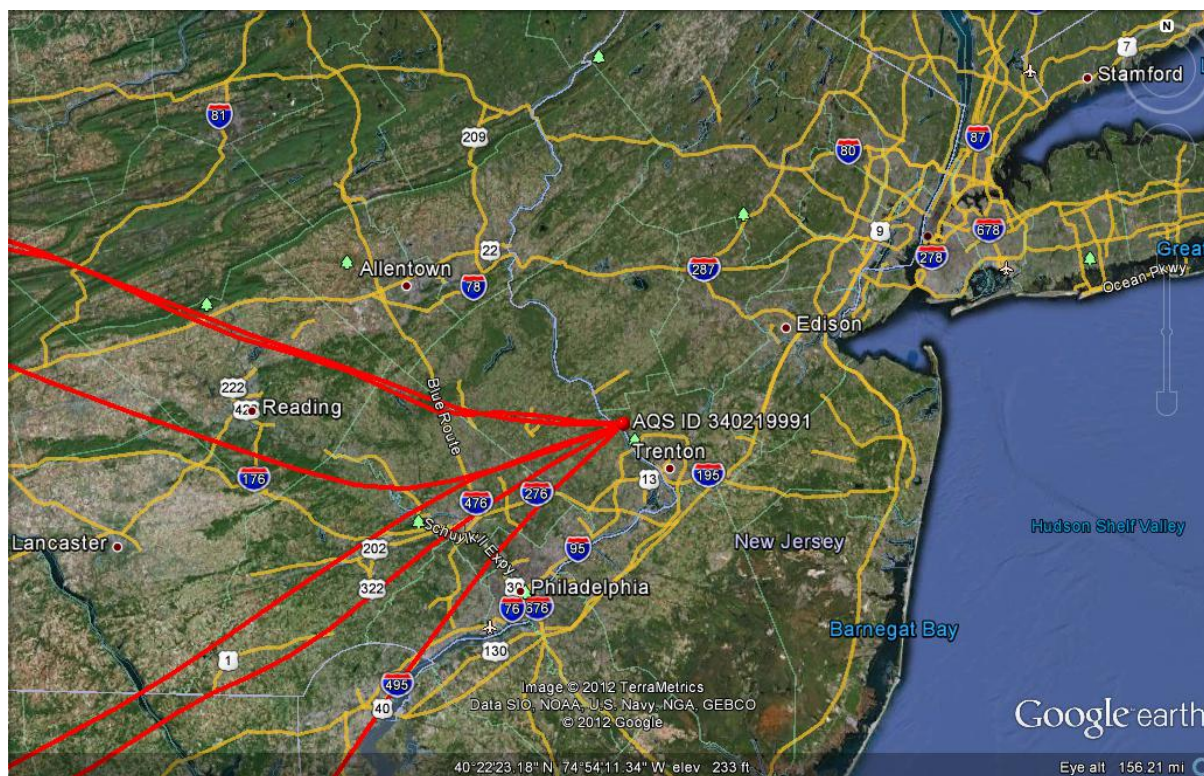 N
7
Stamford
81
209
80
87
9
678
278
22
Allentown
78
287
Ocean Pkwy
Edison
222
Reading
Blue Route
AQS ID 340219991
Trenton
13
195
176
476
276
Lancaster
202
Schuylkill Expy
95
New Jersey
Hudson Shelf Valley
322
Philadelphia
76
676
1
130
Barnegat Bay
495
40
Image © 2012 TerraMetrics
Data SIO, NOAA, U.S. Navy, NGA, GEBCO
© 2012 Google
Google earth
40°22'23.18" N 74°54'11.34" W elev 233 ft
Eye alt 156.21 mi